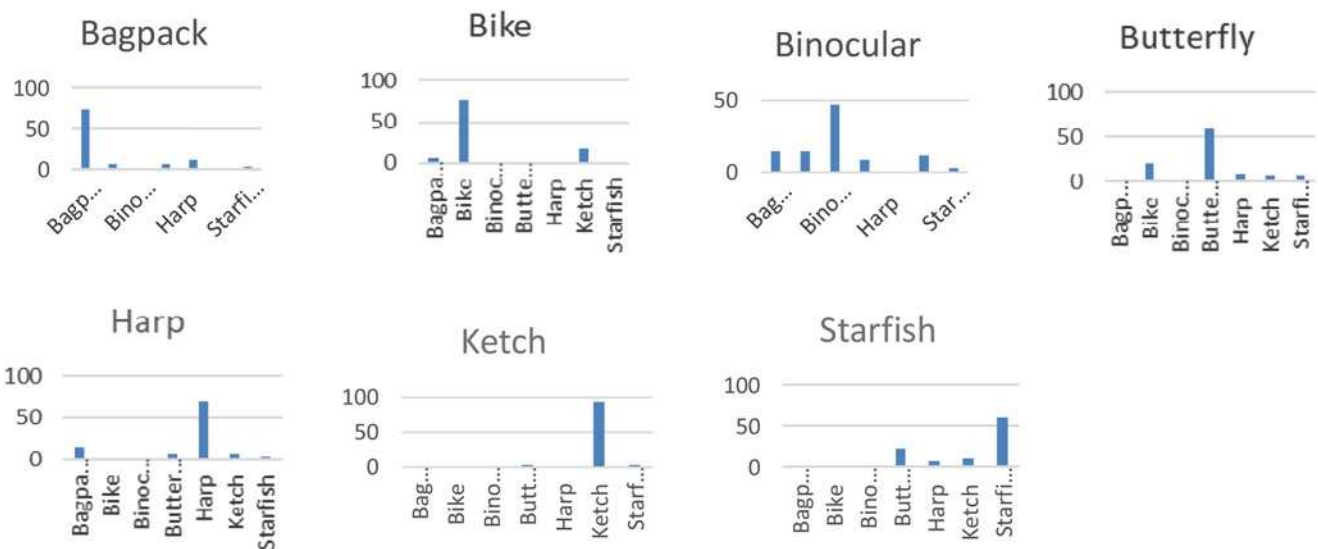 Bagpack
100
50
0
Bagp...
Bino...
Harp
Starfi...
Bike
100
50
0
Bagpa...
Bike
Binoc...
Butte...
Harp
Ketch
Starfish
Binocular
50
0
Bag...
Bino...
Harp
Star...
Butterfly
100
50
0
Bagp...
Bike
Binoc...
Butte...
Harp
Ketch
Starfi...
Harp
100
50
0
Bagpa...
Bike
Binoc...
Butter...
Harp
Ketch
Starfish
Ketch
100
50
0
Bag...
Bike
Bino...
Butt...
Harp
Ketch
Starf...
Starfish
100
50
0
Bagp...
Bike
Bino...
Butt...
Harp
Ketch
Starfi...